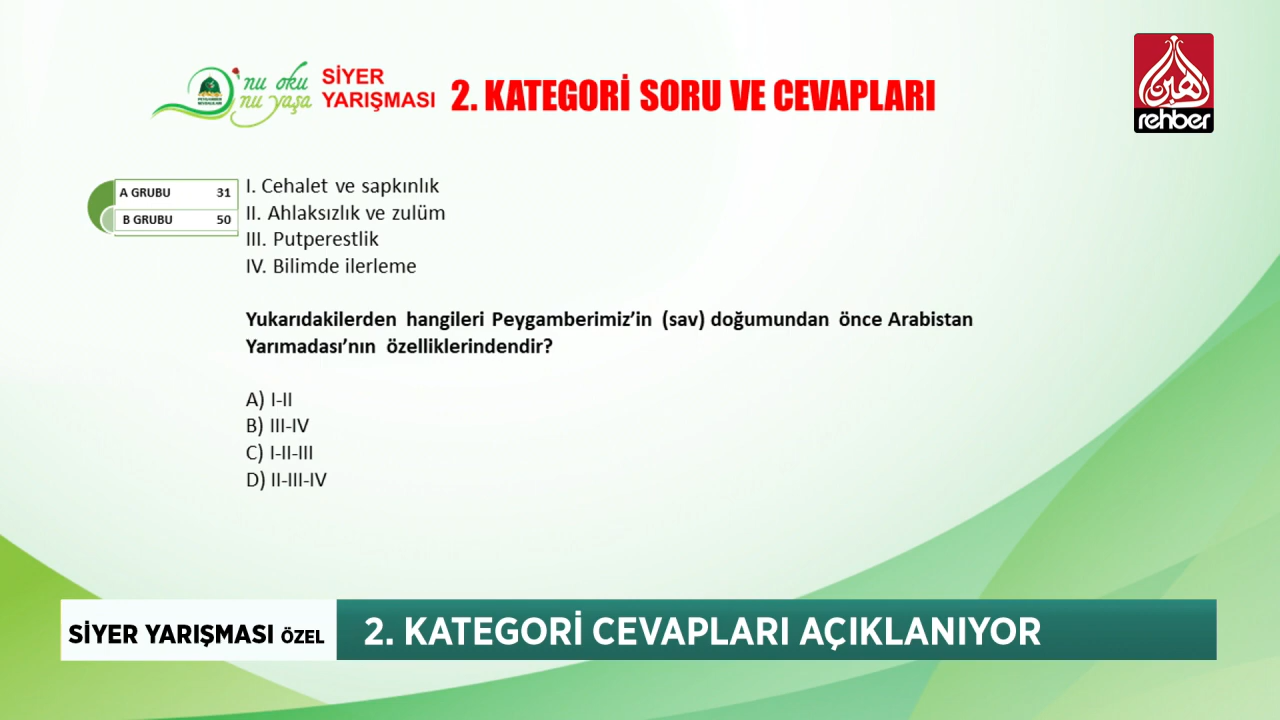 O'nu oku
nu yaşa
PEYGAMBER
SEVDALILARI
SİYER
YARIŞMASI
2. KATEGORİ SORU VE CEVAPLARI
rehber
A GRUBU 31
B GRUBU 50
I. Cehalet ve sapkınlık
II. Ahlaksızlık ve zulüm
III. Putperestlik
IV. Bilimde ilerleme
Yukarıdakilerden hangileri Peygamberimiz’in (sav) doğumundan önce Arabistan
Yarımadası’nın özelliklerindendir?
A) I-II
B) III-IV
C) I-II-III
D) II-III-IV
SİYER YARIŞMASI ÖZEL
2. KATEGORİ CEVAPLARI AÇIKLANIYOR